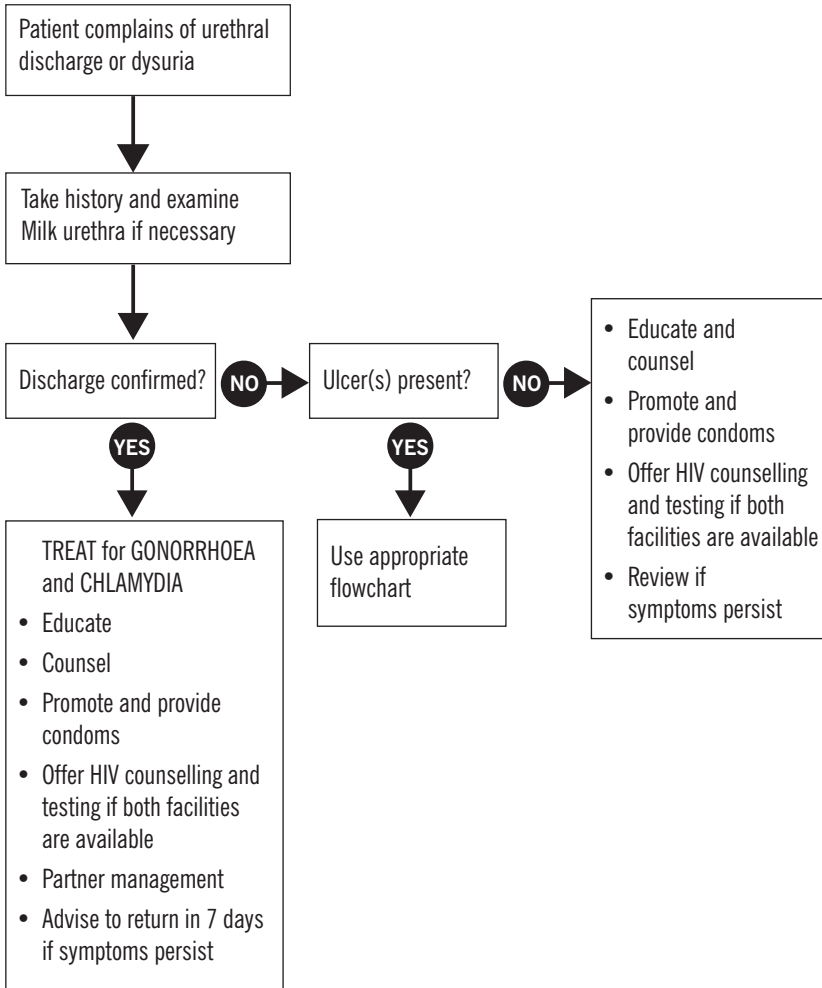 Patient complains of urethral
discharge or dysuria
Take history and examine
Milk urethra if necessary
Discharge confirmed?
NO
Ulcer(s) present?
NO
• Educate and
counsel
• Promote and
provide condoms
• Offer HIV counselling
and testing if both
facilities are available
• Review if
symptoms persist
YES
YES
TREAT for GONORRHOEA
and CHLAMYDIA
• Educate
• Counsel
• Promote and provide
condoms
• Offer HIV counselling and
testing if both facilities
are available
• Partner management
• Advise to return in 7 days
if symptoms persist
Use appropriate
flowchart